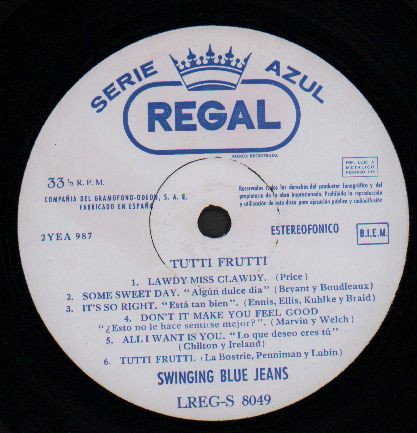 SERIE AZUL
REGAL
MARCA REGISTRADA
33 1/3 R. P. M.
COMPAÑIA DEL GRAMOFONO-ODEON, S. A. E.
FABRICADO EN ESPAÑA
2YEA 987
Reservados todos los derechos del productor fonográfico y del
propietario de la obra impresionada. Prohibida la reproducción
y utilización de este disco para ejecución pública y radiodifusión
ESTEREOFONICO
B.I.E.M.
TUTTI FRUTTI
1. LAWDY MISS CLAWDY. (Price)
2. SOME SWEET DAY. "Algún dulce día" (Bryant y Boudleaux)
3. IT'S SO RIGHT. "Está tan bien". (Ennis, Ellis, Kuhlke y Braid)
4. DON'T IT MAKE YOU FEEL GOOD
"¿Esto no le hace sentirse mejor?". (Marvin y Welch)
5. ALL I WANT IS YOU. "Lo que deseo eres tú"
(Chilton y Ireland)
6. TUTTI FRUTTI. (La Bostrie, Penniman y Lubin)
SWINGING BLUE JEANS
LREG-S 8049